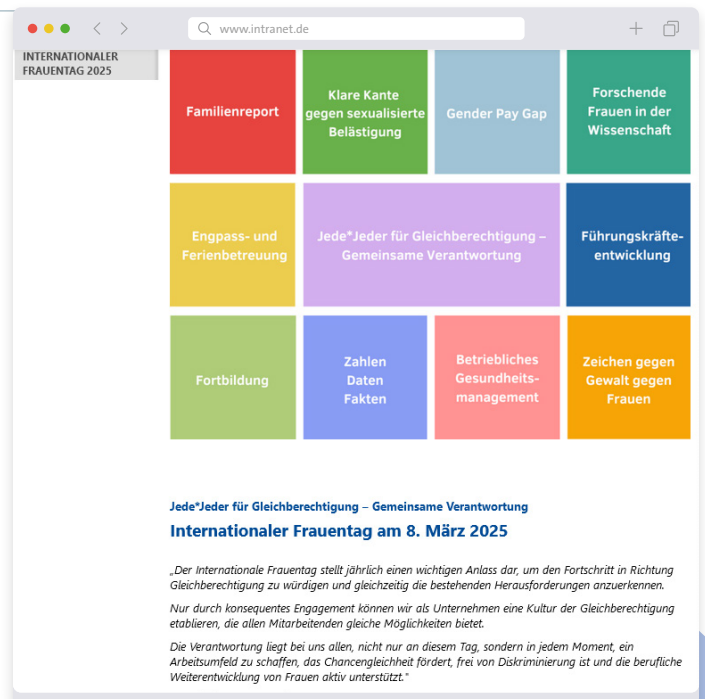 www.intranet.de
INTERNATIONALER
FRAUENTAG 2025
Familienreport
Klare Kante
gegen sexualisierte
Belästigung
Gender Pay Gap
Forschende
Frauen in der
Wissenschaft
Engpass- und
Ferienbetreuung
Jede*Jeder für Gleichberechtigung –
Gemeinsame Verantwortung
Führungskräfte-
entwicklung
Fortbildung
Zahlen
Daten
Fakten
Betriebliches
Gesundheits-
management
Zeichen gegen
Gewalt gegen
Frauen
Jede*Jeder für Gleichberechtigung – Gemeinsame Verantwortung
Internationaler Frauentag am 8. März 2025
„Der Internationale Frauentag stellt jährlich einen wichtigen Anlass dar, um den Fortschritt in Richtung
Gleichberechtigung zu würdigen und gleichzeitig die bestehenden Herausforderungen anzuerkennen.
Nur durch konsequentes Engagement können wir als Unternehmen eine Kultur der Gleichberechtigung
etablieren, die allen Mitarbeitenden gleiche Möglichkeiten bietet.
Die Verantwortung liegt bei uns allen, nicht nur an diesem Tag, sondern in jedem Moment, ein
Arbeitsumfeld zu schaffen, das Chancengleichheit fördert, frei von Diskriminierung ist und die berufliche
Weiterentwicklung von Frauen aktiv unterstützt."